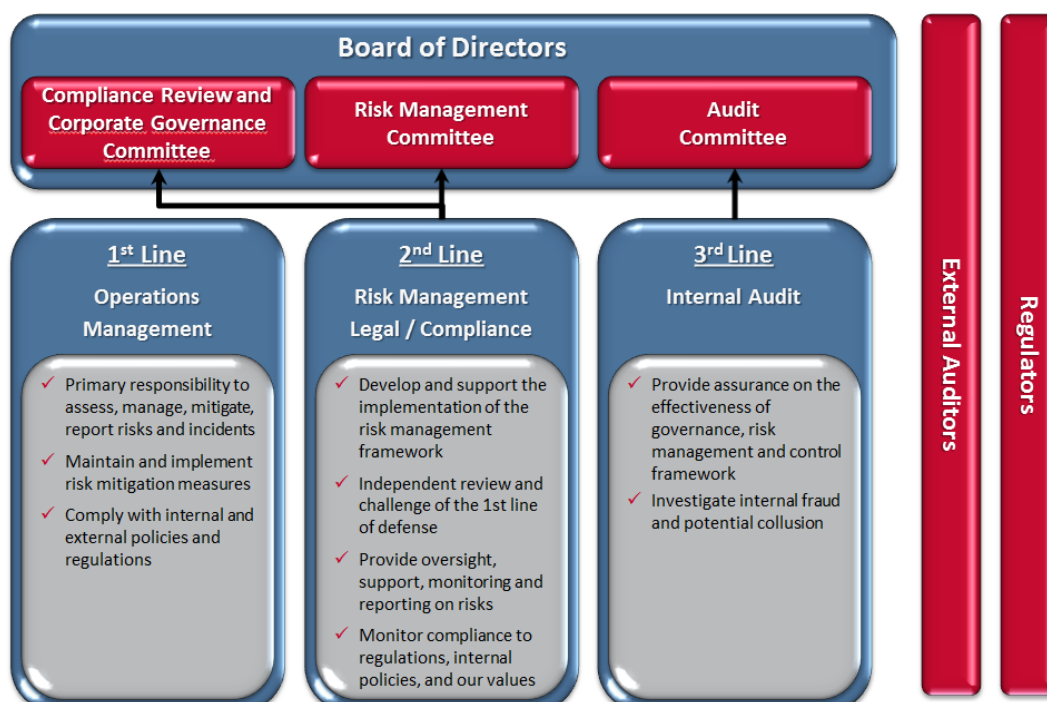 Board of Directors
Compliance Review and
Corporate Governance
Committee
Risk Management
Committee
Audit
Committee
1st Line
Operations
Management
✓ Primary responsibility to
assess, manage, mitigate,
report risks and incidents
✓ Maintain and implement
risk mitigation measures
✓ Comply with internal and
external policies and
regulations
2nd Line
Risk Management
Legal / Compliance
✓ Develop and support the
implementation of the
risk management
framework
✓ Independent review and
challenge of the 1st line
of defense
✓ Provide oversight,
support, monitoring and
reporting on risks
✓ Monitor compliance to
regulations, internal
policies, and our values
3rd Line
Internal Audit
✓ Provide assurance on the
effectiveness of
governance, risk
management and control
framework
✓ Investigate internal fraud
and potential collusion
External Auditors
Regulators